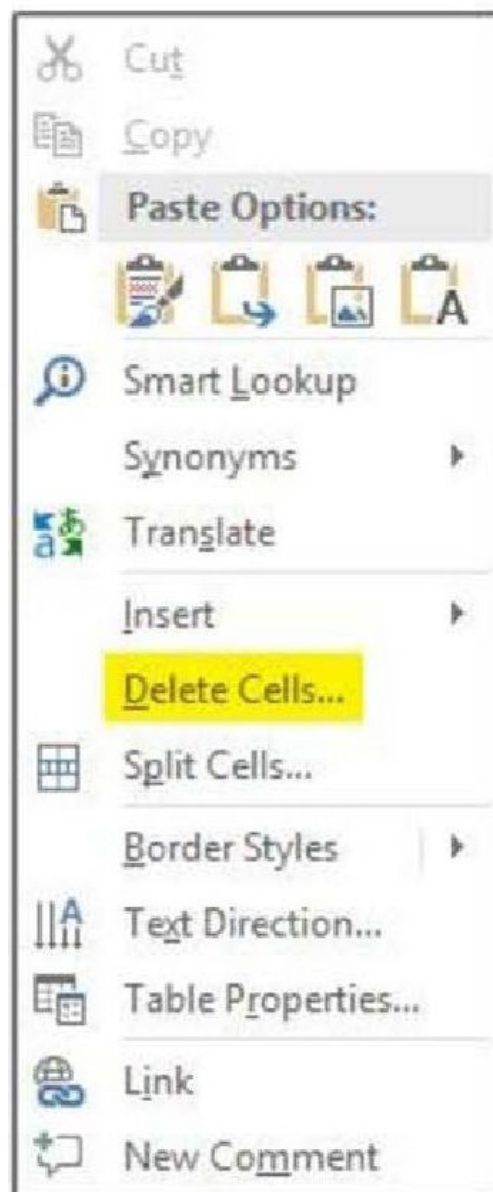 Cut
Copy
Paste Options:
A
Smart Lookup
Synonyms
Translate
Insert
Delete Cells...
Split Cells...
Border Styles
Text Direction...
Table Properties...
Link
New Comment